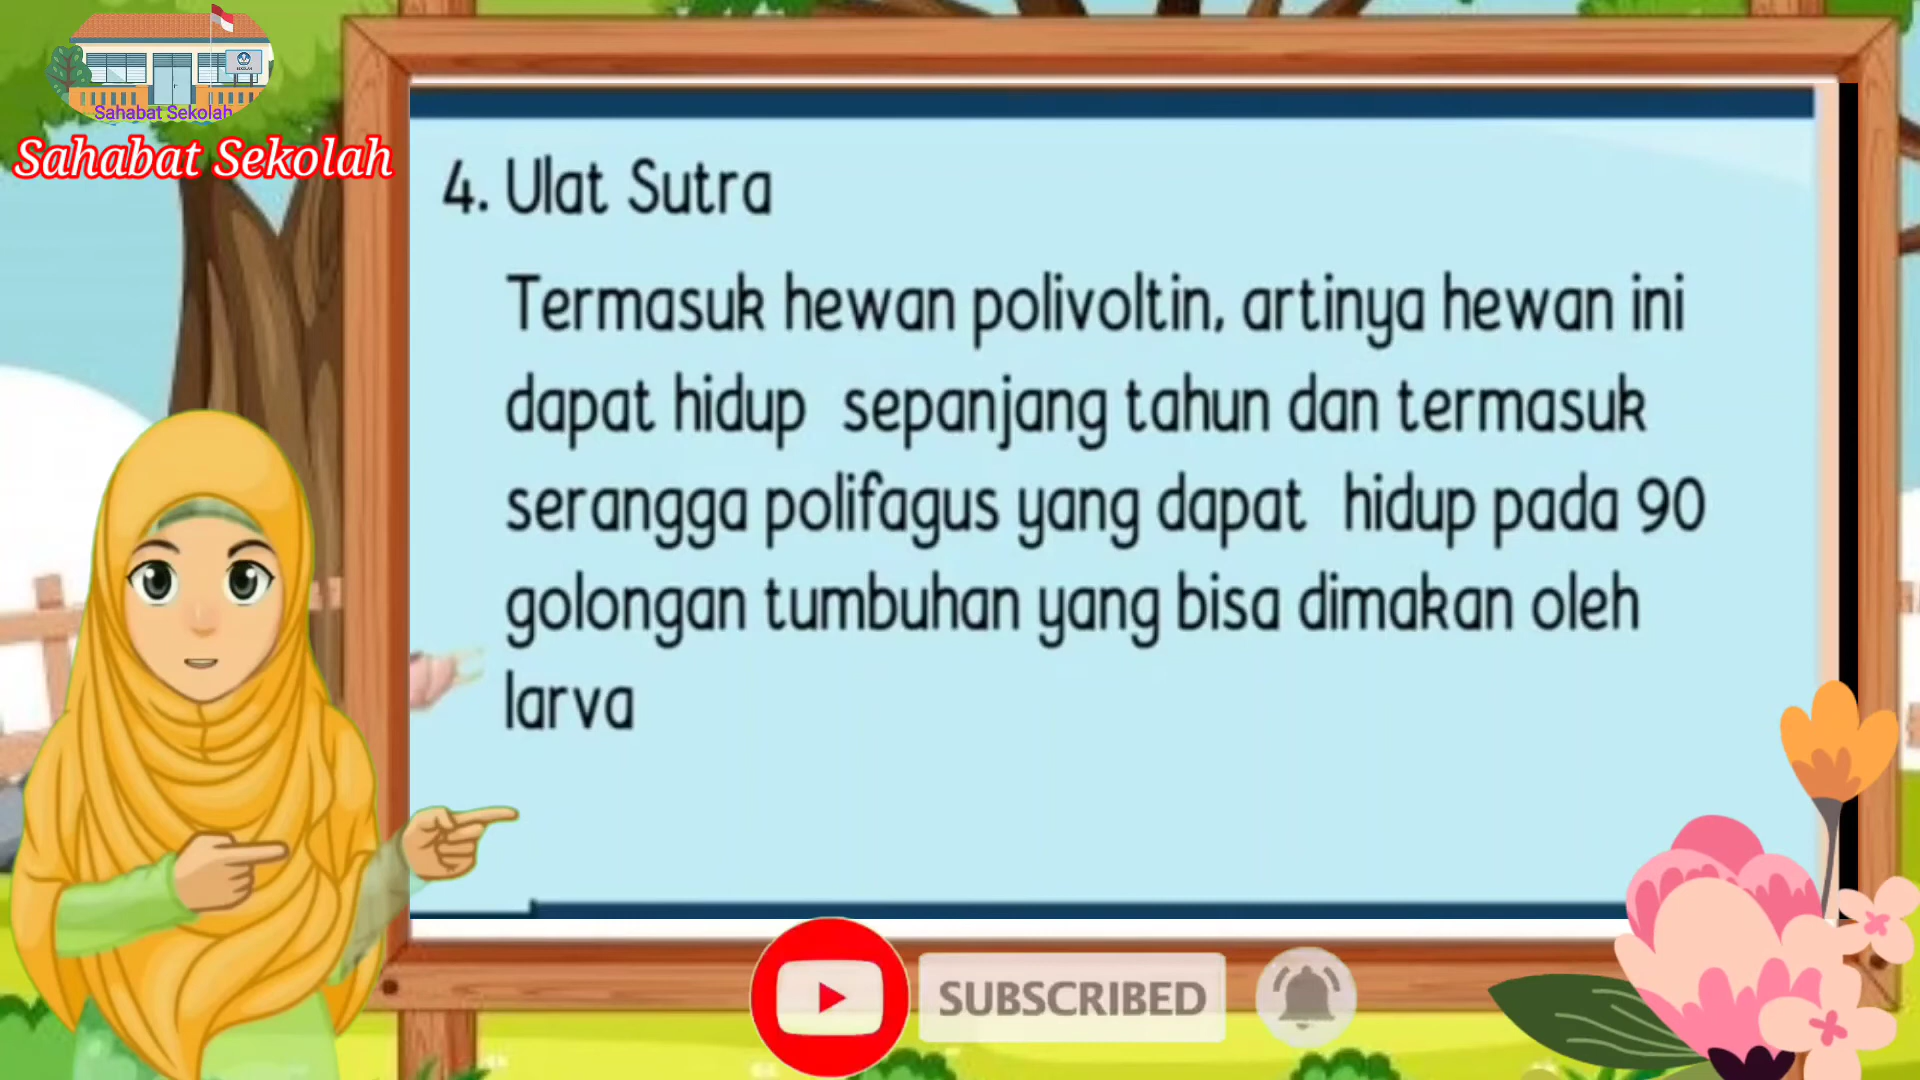 Sahabat Sekolah
Sahabat Sekolah
4. Ulat Sutra
Termasuk hewan polivoltin, artinya hewan ini
dapat hidup sepanjang tahun dan termasuk
serangga polifagus yang dapat hidup pada 90
golongan tumbuhan yang bisa dimakan oleh
larva
SUBSCRIBED